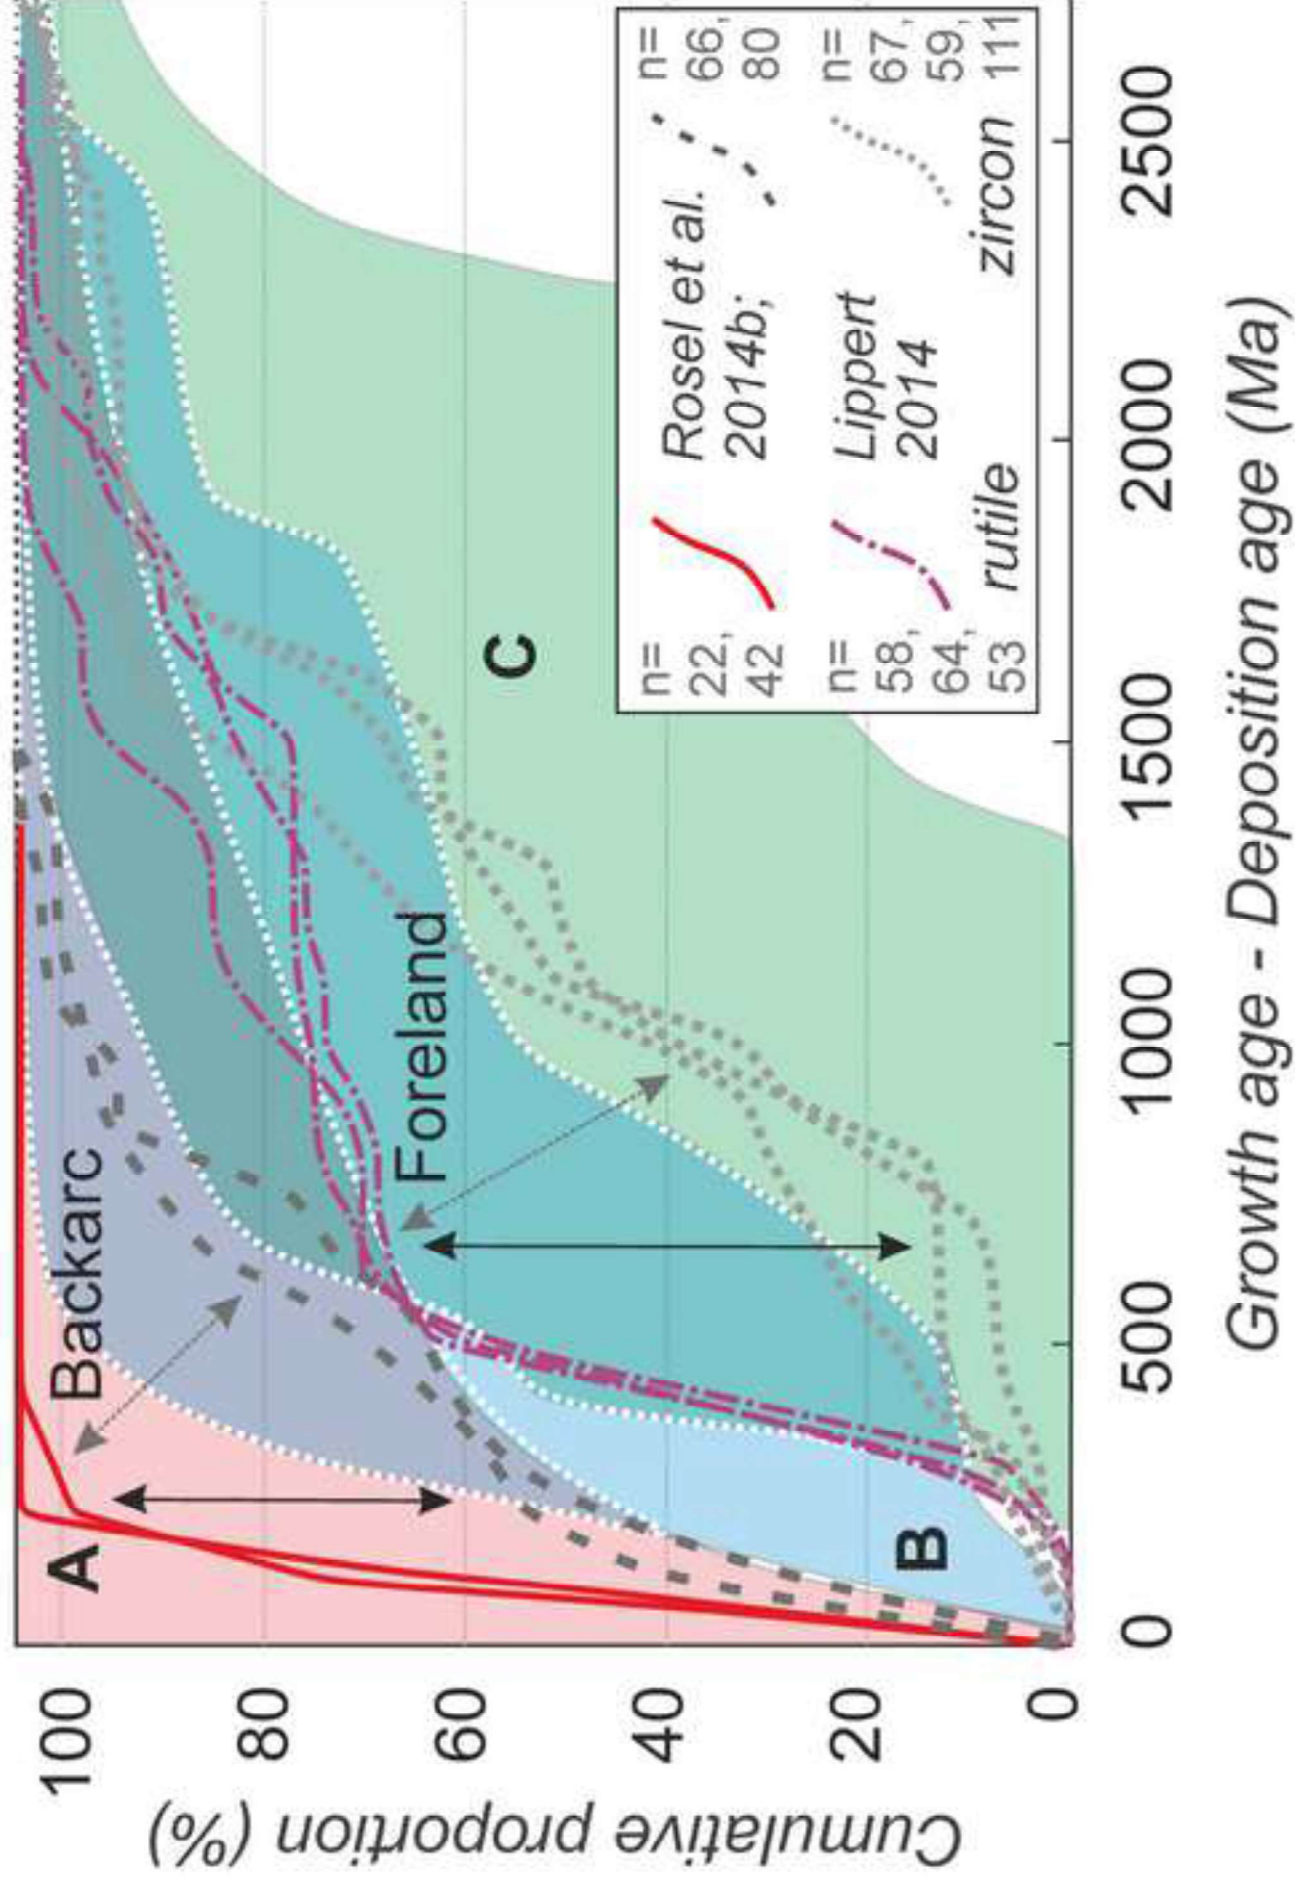 Cumulative proportion (%)
100
80
60
40
20
0
A
Backarc
Foreland
B
C
n=
22,
42
Rosel et al.
2014b;
n=
66,
80
n=
58,
64,
53
Lippert
2014
n=
67,
59,
111
rutile
zircon
0
500
1000
1500
2000
2500
Growth age - Deposition age (Ma)